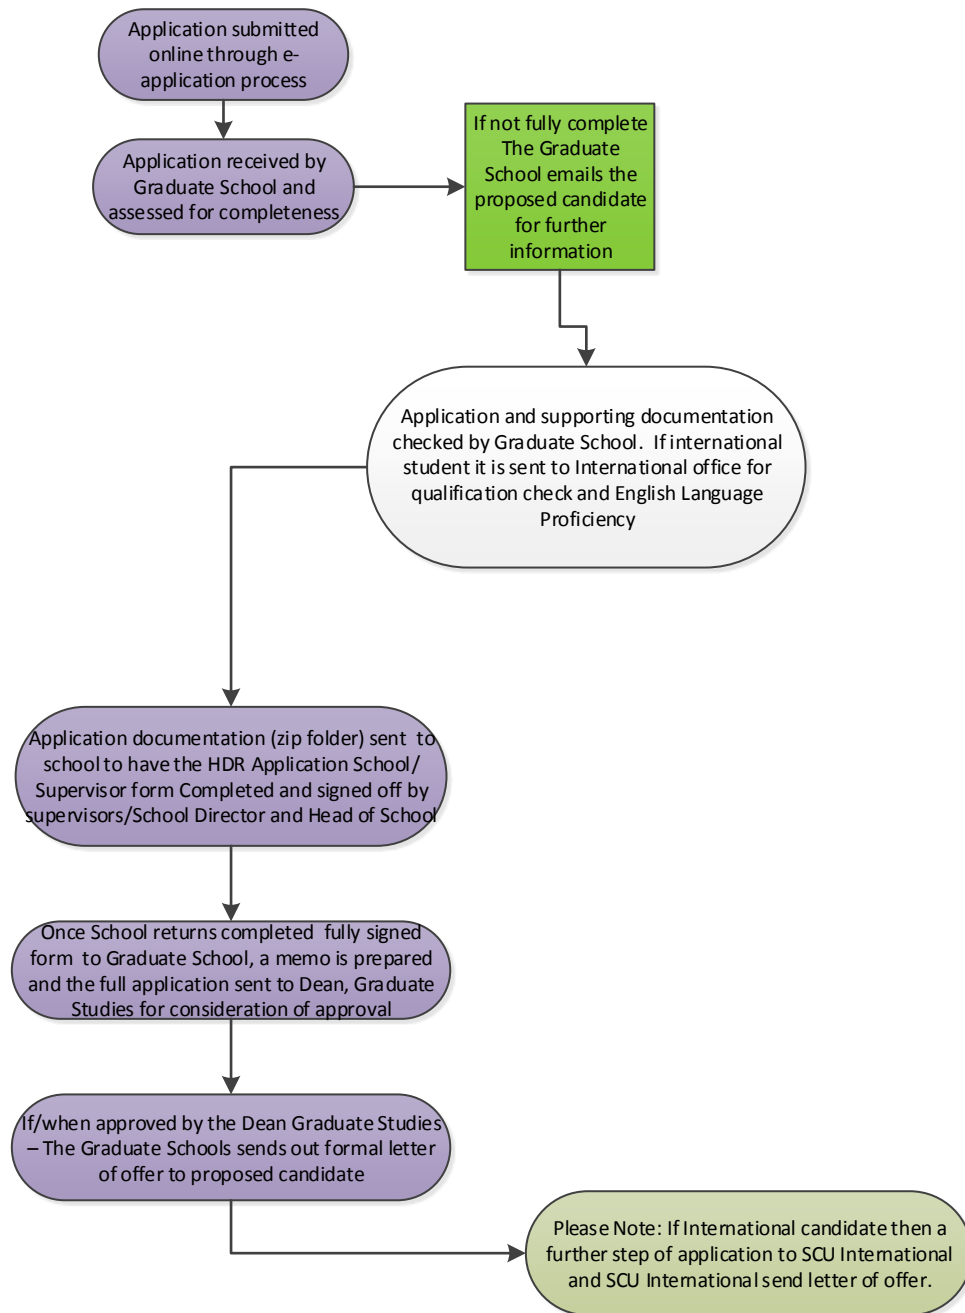 Application submitted
online through e-
application process
Application received by
Graduate School and
assessed for completeness
If not fully complete
The Graduate
School emails the
proposed candidate
for further
information
Application and supporting documentation
checked by Graduate School.  If international
student it is sent to International office for
qualification check and English Language
Proficiency
Application documentation (zip folder) sent  to
school to have the HDR Application School/
Supervisor form Completed and signed off by
supervisors/School Director and Head of School
Once School returns completed  fully signed
form  to Graduate School, a memo is prepared
and the full application sent to Dean, Graduate
Studies for consideration of approval
If/when approved by the Dean Graduate Studies
– The Graduate Schools sends out formal letter
of offer to proposed candidate
Please Note: If International candidate then a
further step of application to SCU International
and SCU International send letter of offer.